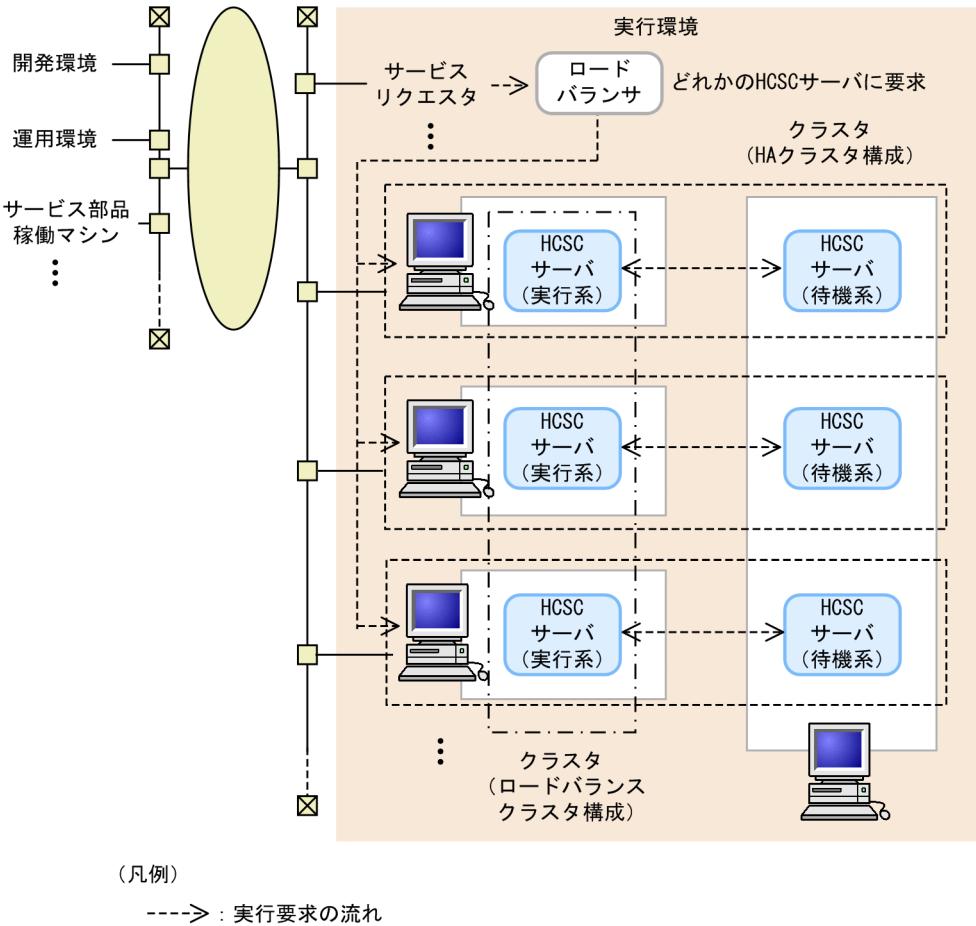 実行環境
開発環境
運用環境
サービス部品
稼働マシン
⋮
サービス
リクエスタ
⋮
ロード
バランサ
どれかのHCSCサーバに要求
クラスタ
(HAクラスタ構成)
HCSC
サーバ
(実行系)
HCSC
サーバ
(待機系)
HCSC
サーバ
(実行系)
HCSC
サーバ
(待機系)
HCSC
サーバ
(実行系)
HCSC
サーバ
(待機系)
⋮
クラスタ
(ロードバランス
クラスタ構成)
(凡例)
:実行要求の流れ